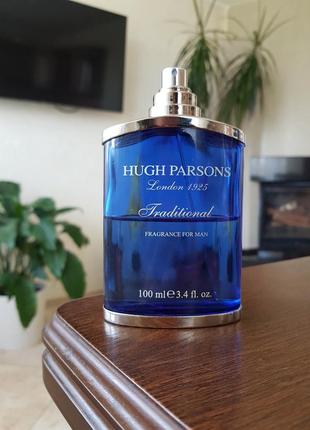 HUGH PARSONS
London 1925
Traditional
FRAGRANCE FOR MAN
100 ml ℮ 3.4 fl. oz.